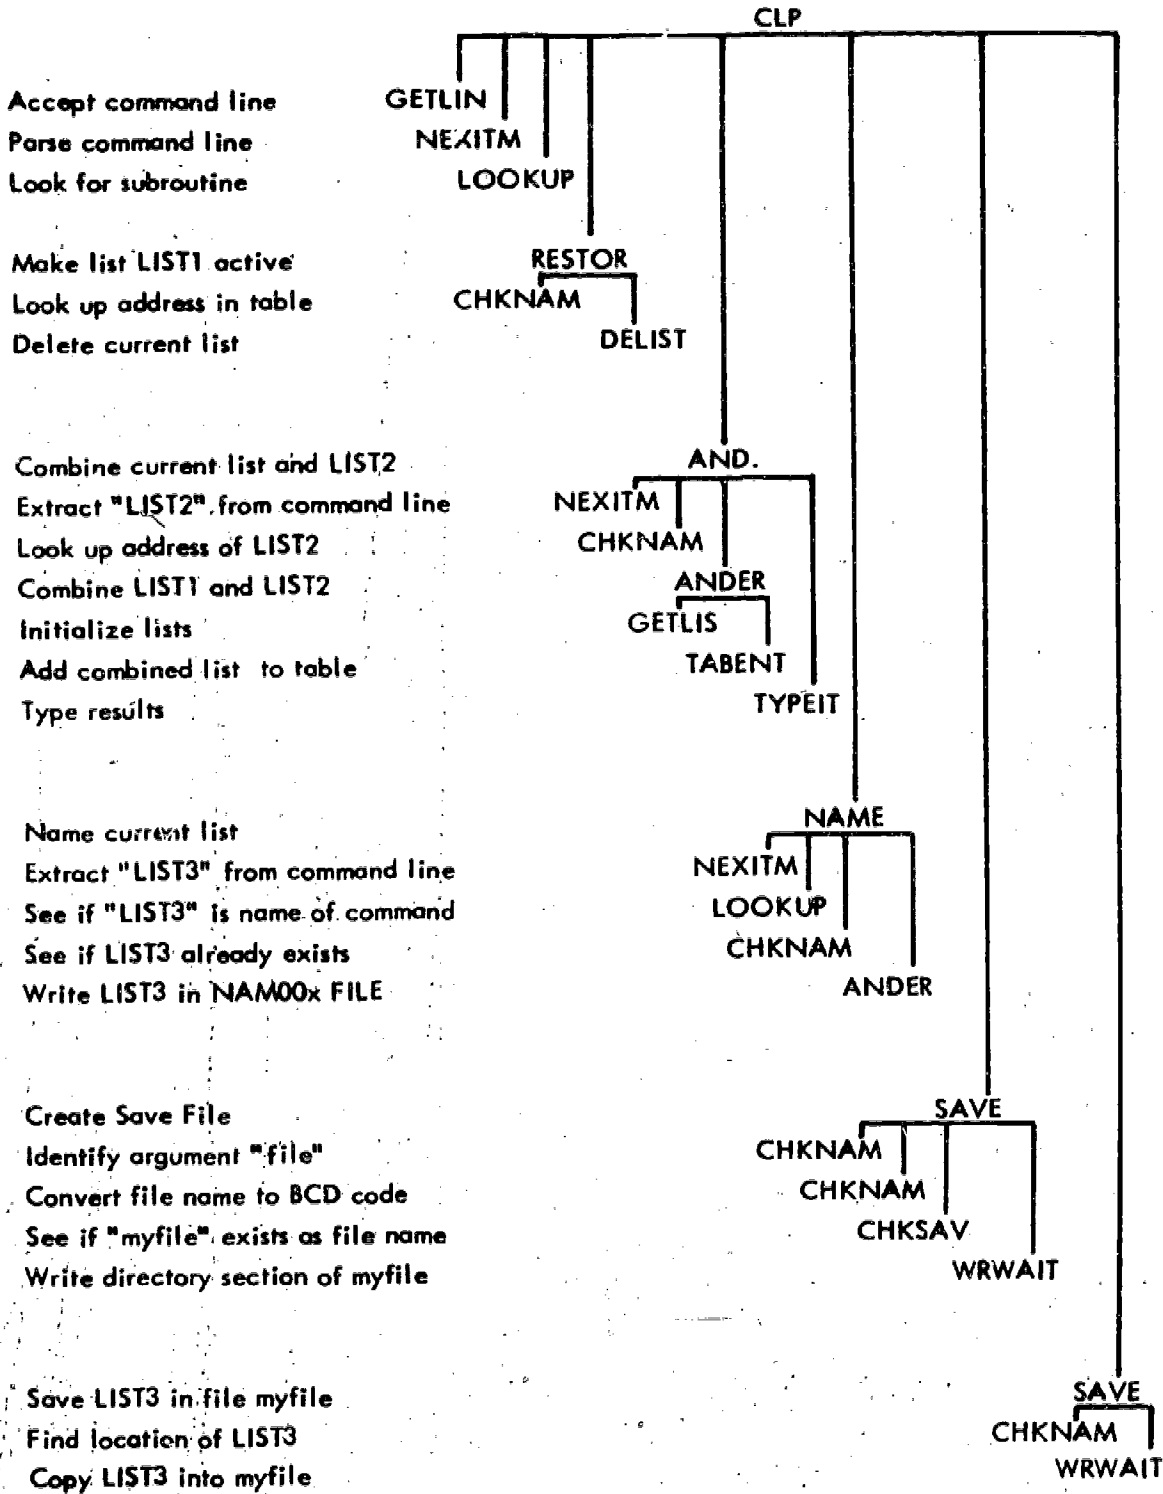 CLP
Accept command line GETLIN
Parse command line NEXITM
Look for subroutine LOOKUP
Make list LIST1 active RESTOR
Look up address in table CHKNAM
Delete current list DELIST
Combine current list and LIST2 AND.
Extract "LIST2" from command line NEXITM
Look up address of LIST2 CHKNAM
Combine LIST1 and LIST2 ANDER
Initialize lists GETLIS
Add combined list to table TABENT
Type results TYPEIT
Name current list NAME
Extract "LIST3" from command line NEXITM
See if "LIST3" is name of command LOOKUP
See if LIST3 already exists CHKNAM
Write LIST3 in NAM00x FILE ANDER
Create Save File SAVE
Identify argument "file" CHKNAM
Convert file name to BCD code CHKNAM
See if "myfile" exists as file name CHKSAV
Write directory section of myfile WRWAIT
Save LIST3 in file myfile SAVE
Find location of LIST3 CHKNAM
Copy LIST3 into myfile WRWAIT